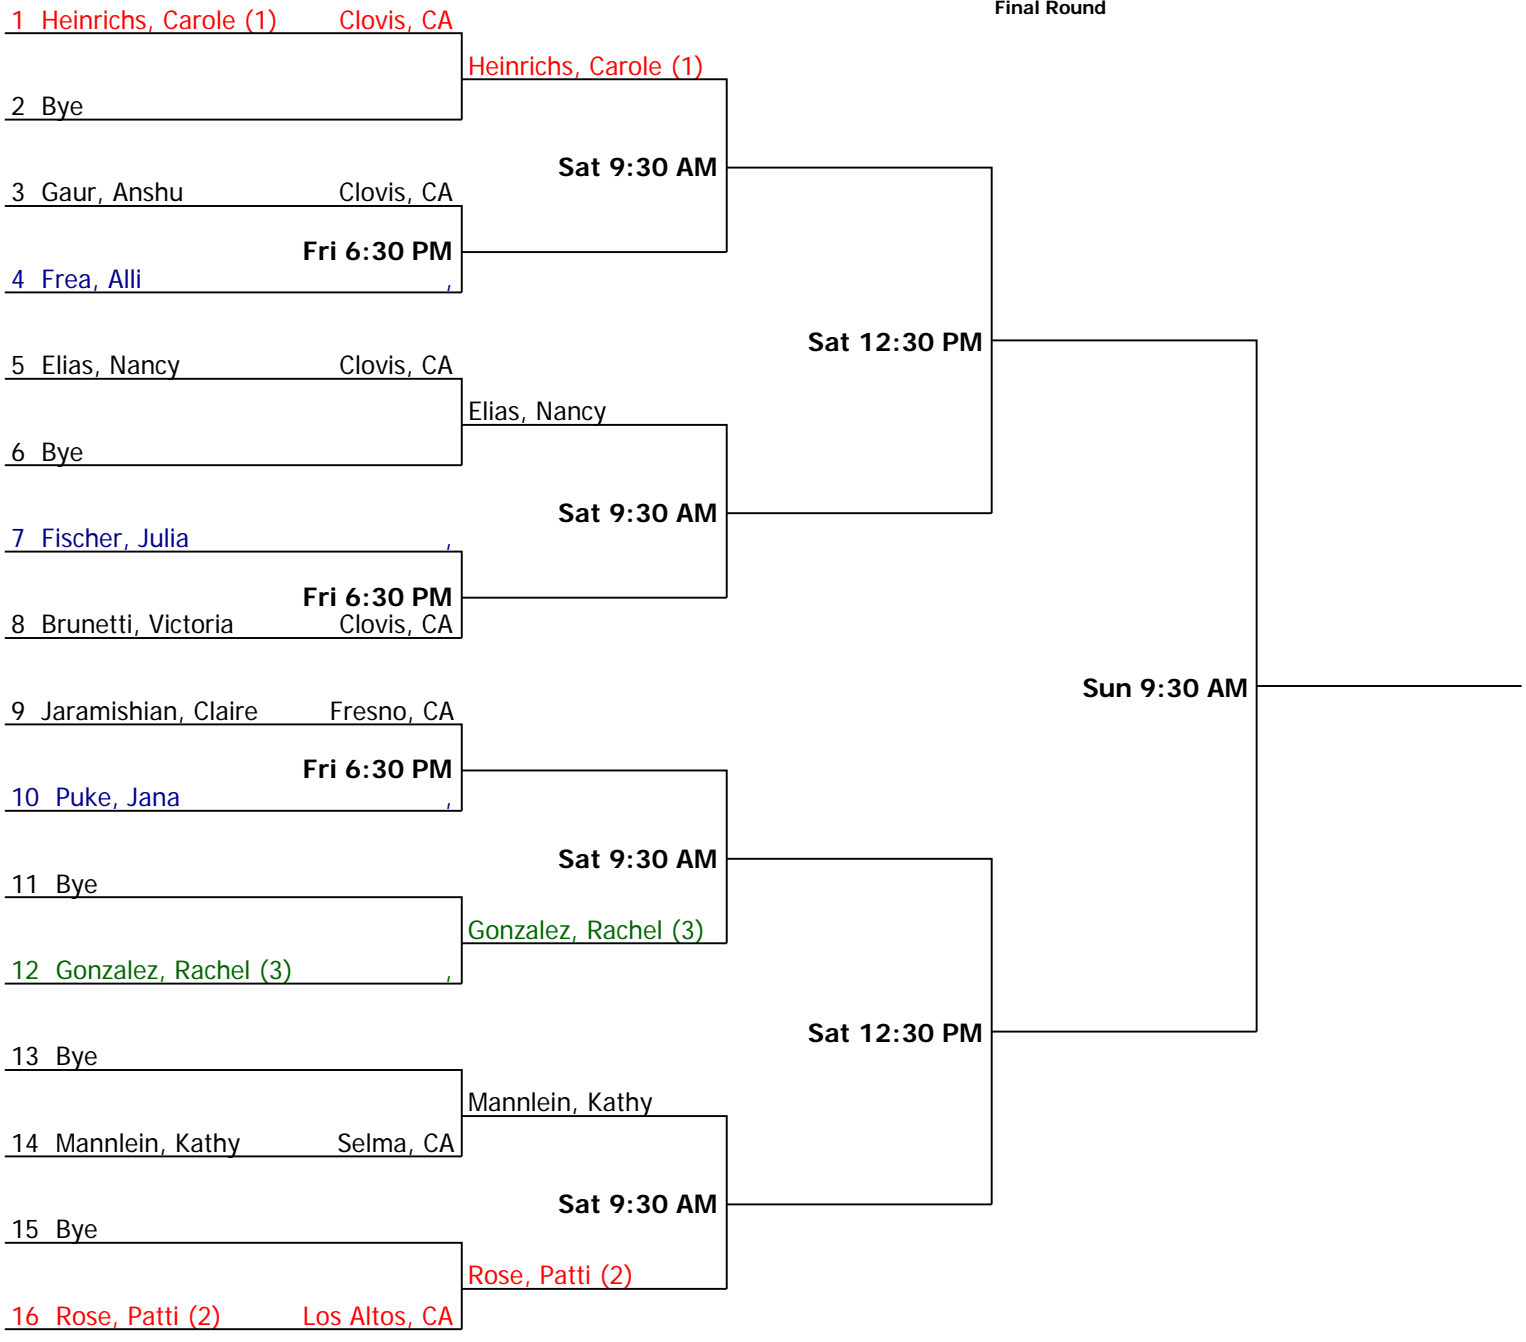 Final Round
1 Heinrichs, Carole (1) Clovis, CA
Heinrichs, Carole (1)
2 Bye
Sat 9:30 AM
3 Gaur, Anshu Clovis, CA
Fri 6:30 PM
4 Frea, Alli ,
Sat 12:30 PM
5 Elias, Nancy Clovis, CA
Elias, Nancy
6 Bye
Sat 9:30 AM
7 Fischer, Julia ,
Fri 6:30 PM
8 Brunetti, Victoria Clovis, CA
Sun 9:30 AM
9 Jaramishian, Claire Fresno, CA
Fri 6:30 PM
10 Puke, Jana ,
Sat 9:30 AM
11 Bye
Gonzalez, Rachel (3)
12 Gonzalez, Rachel (3) ,
Sat 12:30 PM
13 Bye
Mannlein, Kathy
14 Mannlein, Kathy Selma, CA
Sat 9:30 AM
15 Bye
Rose, Patti (2)
16 Rose, Patti (2) Los Altos, CA